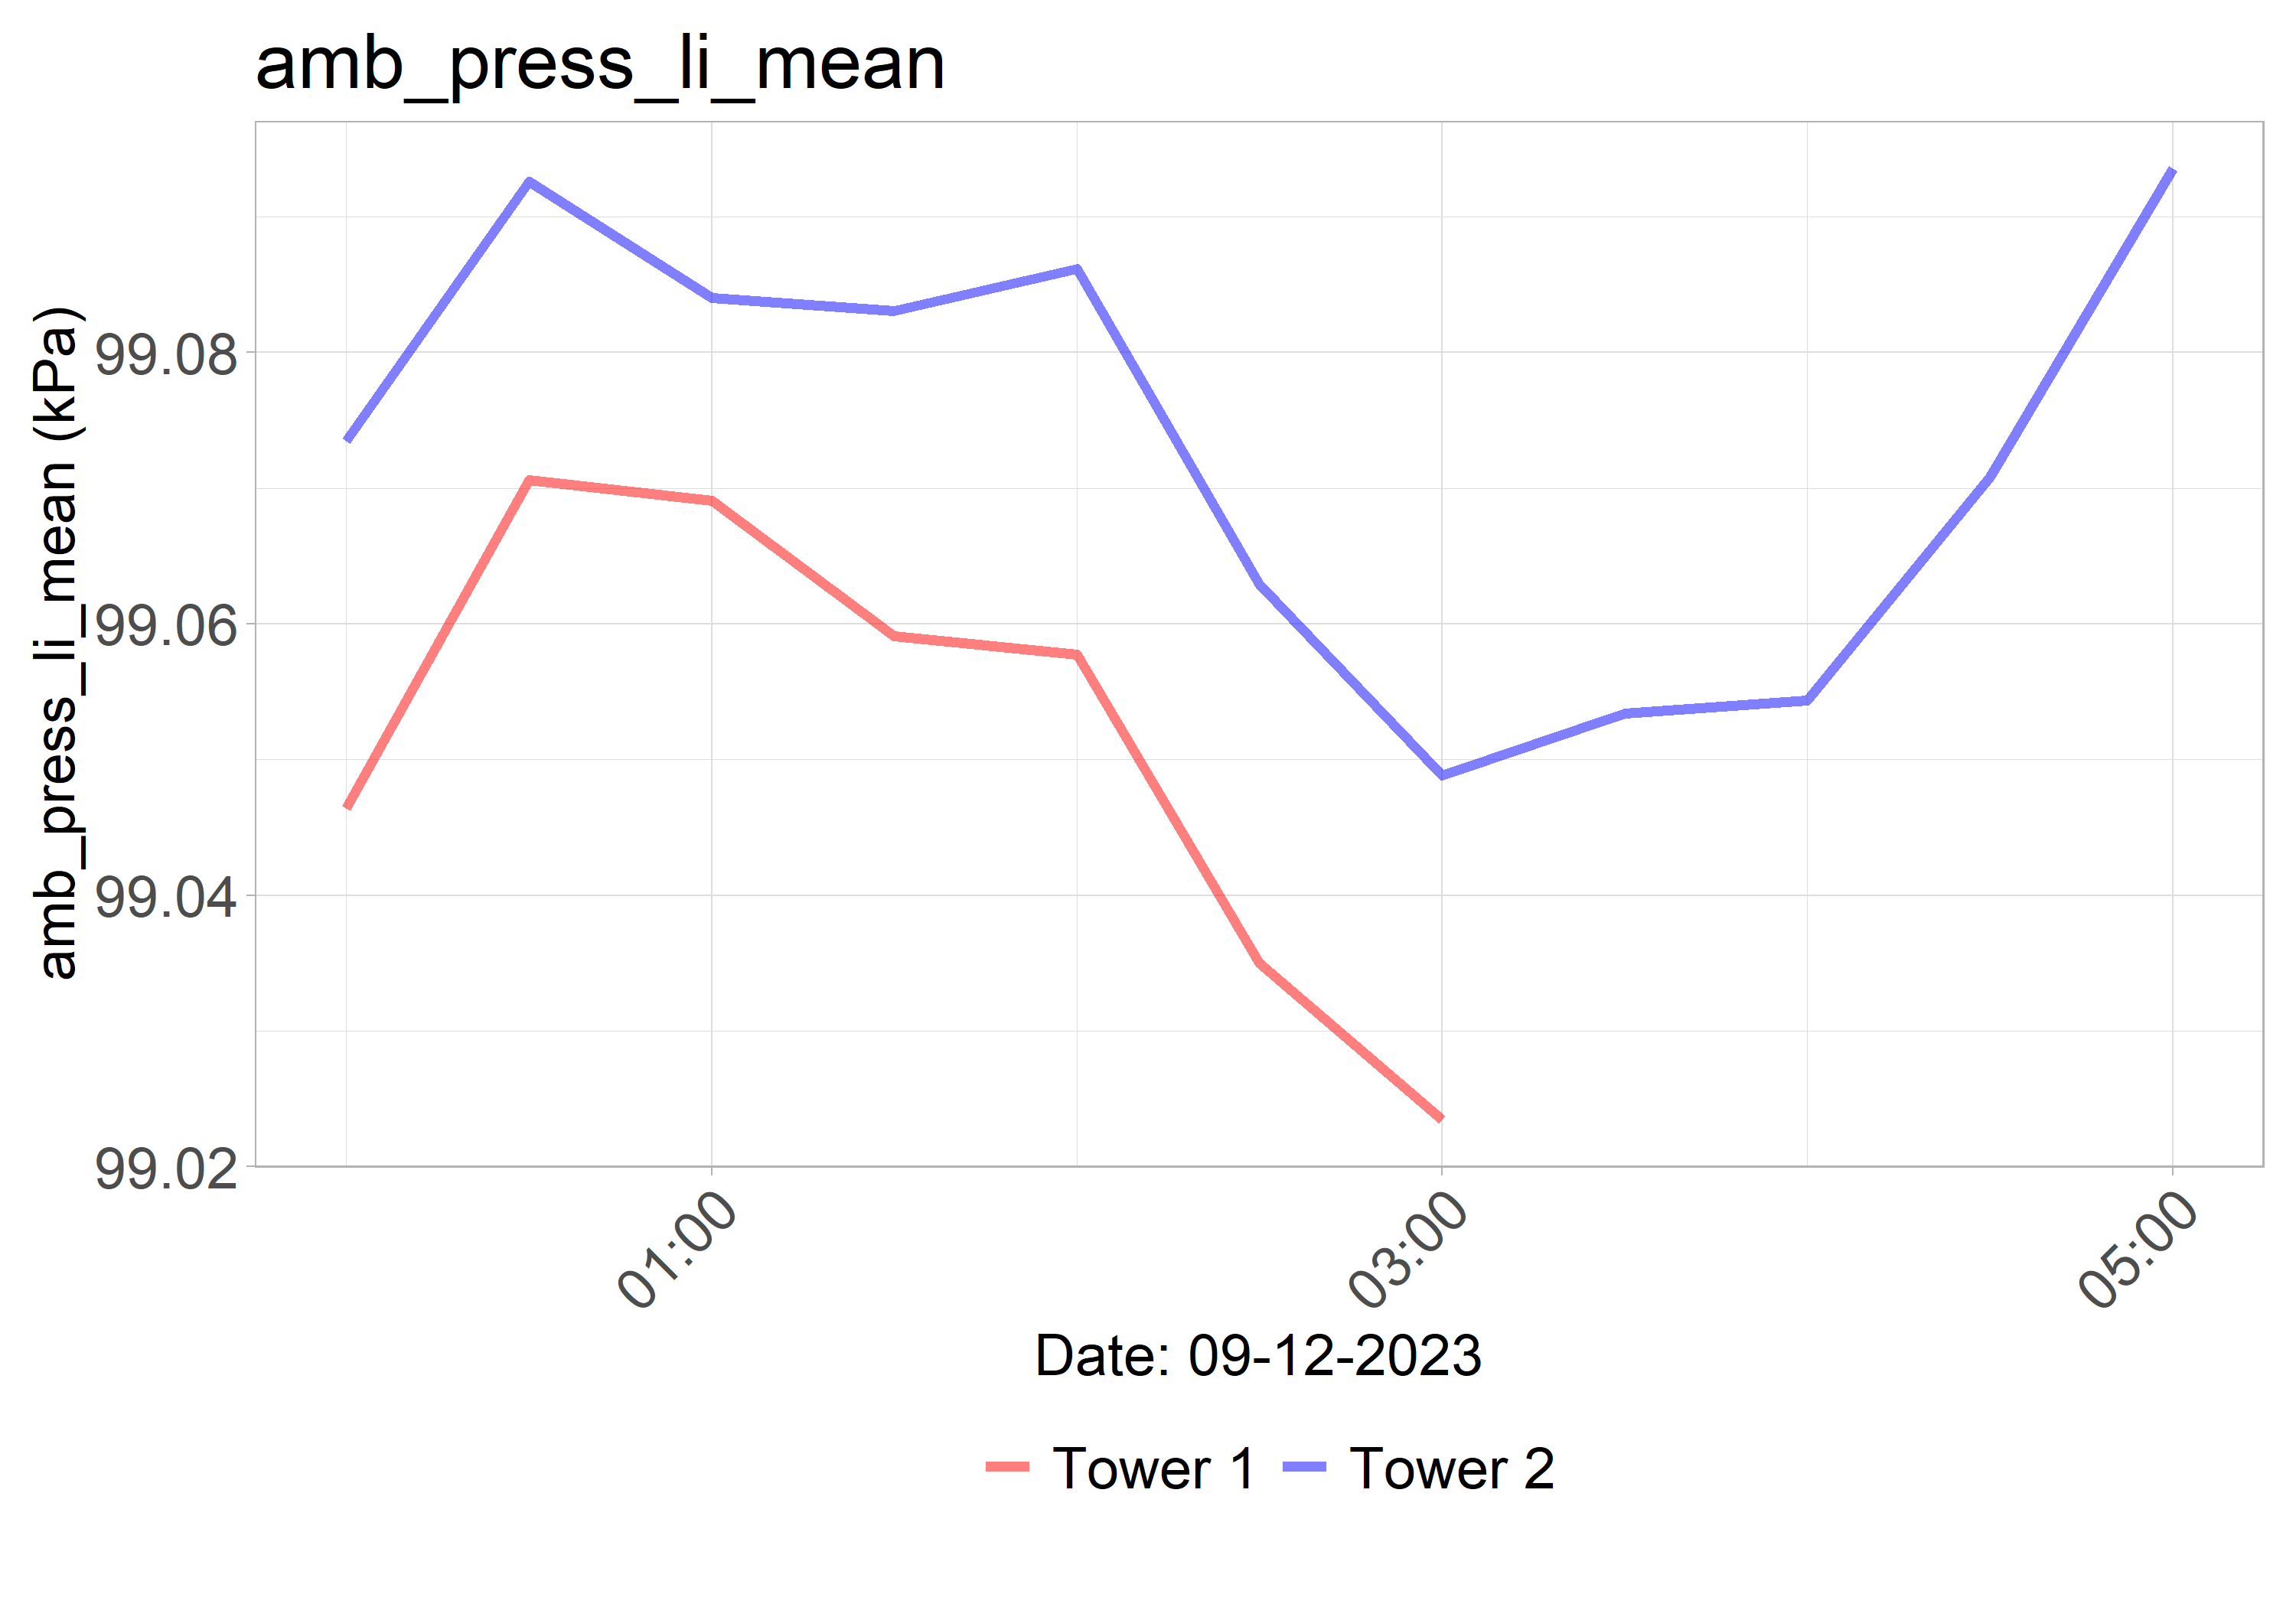 amb_press_li_mean
amb_press_li_mean (kPa)
99.08
99.06
99.04
99.02
01:00
03:00
05:00
Date: 09-12-2023
Tower 1
Tower 2